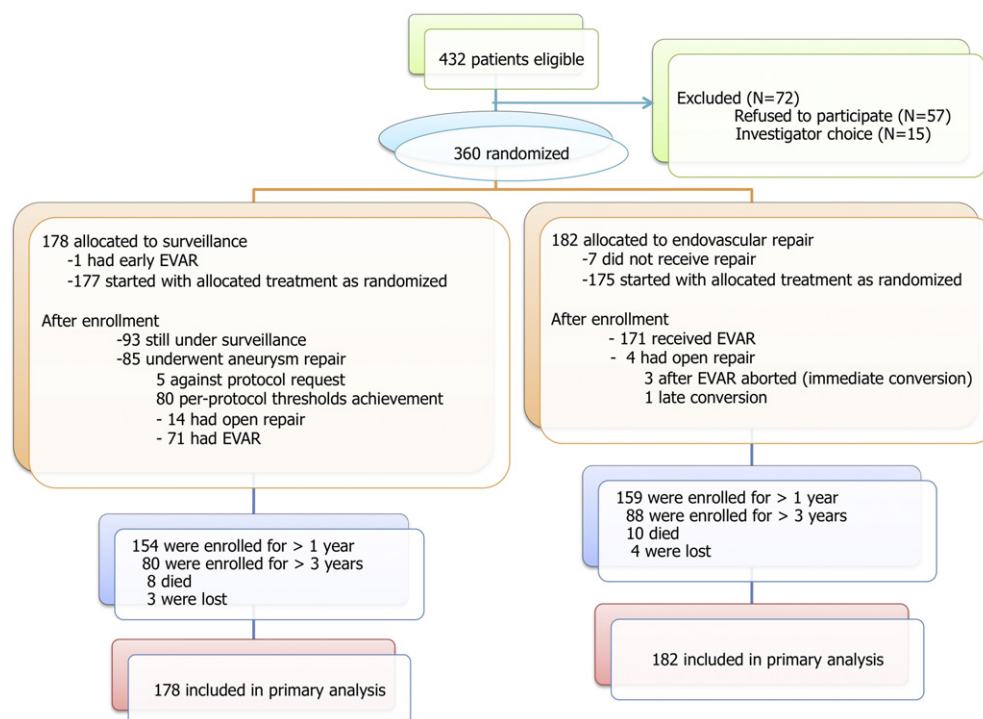 432 patients eligible
Excluded (N=72)
Refused to participate (N=57)
Investigator choice (N=15)
360 randomized
178 allocated to surveillance
-1 had early EVAR
-177 started with allocated treatment as randomized
After enrollment
-93 still under surveillance
-85 underwent aneurysm repair
5 against protocol request
80 per-protocol thresholds achievement
- 14 had open repair
- 71 had EVAR
182 allocated to endovascular repair
-7 did not receive repair
-175 started with allocated treatment as randomized
After enrollment
- 171 received EVAR
- 4 had open repair
3 after EVAR aborted (immediate conversion)
1 late conversion
154 were enrolled for > 1 year
80 were enrolled for > 3 years
8 died
3 were lost
159 were enrolled for > 1 year
88 were enrolled for > 3 years
10 died
4 were lost
178 included in primary analysis
182 included in primary analysis